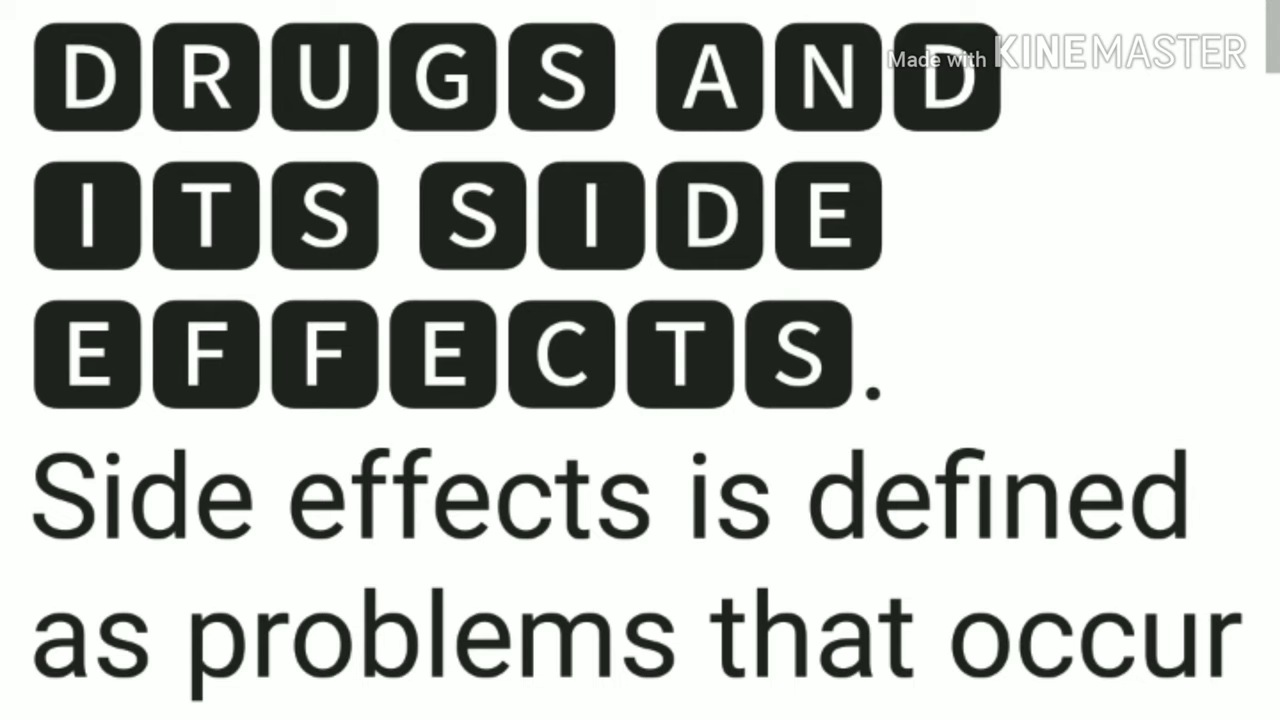 DRUGS AND
Made with KINEMASTER
ITS SIDE
EFFECTS.
Side effects is defined
as problems that occur